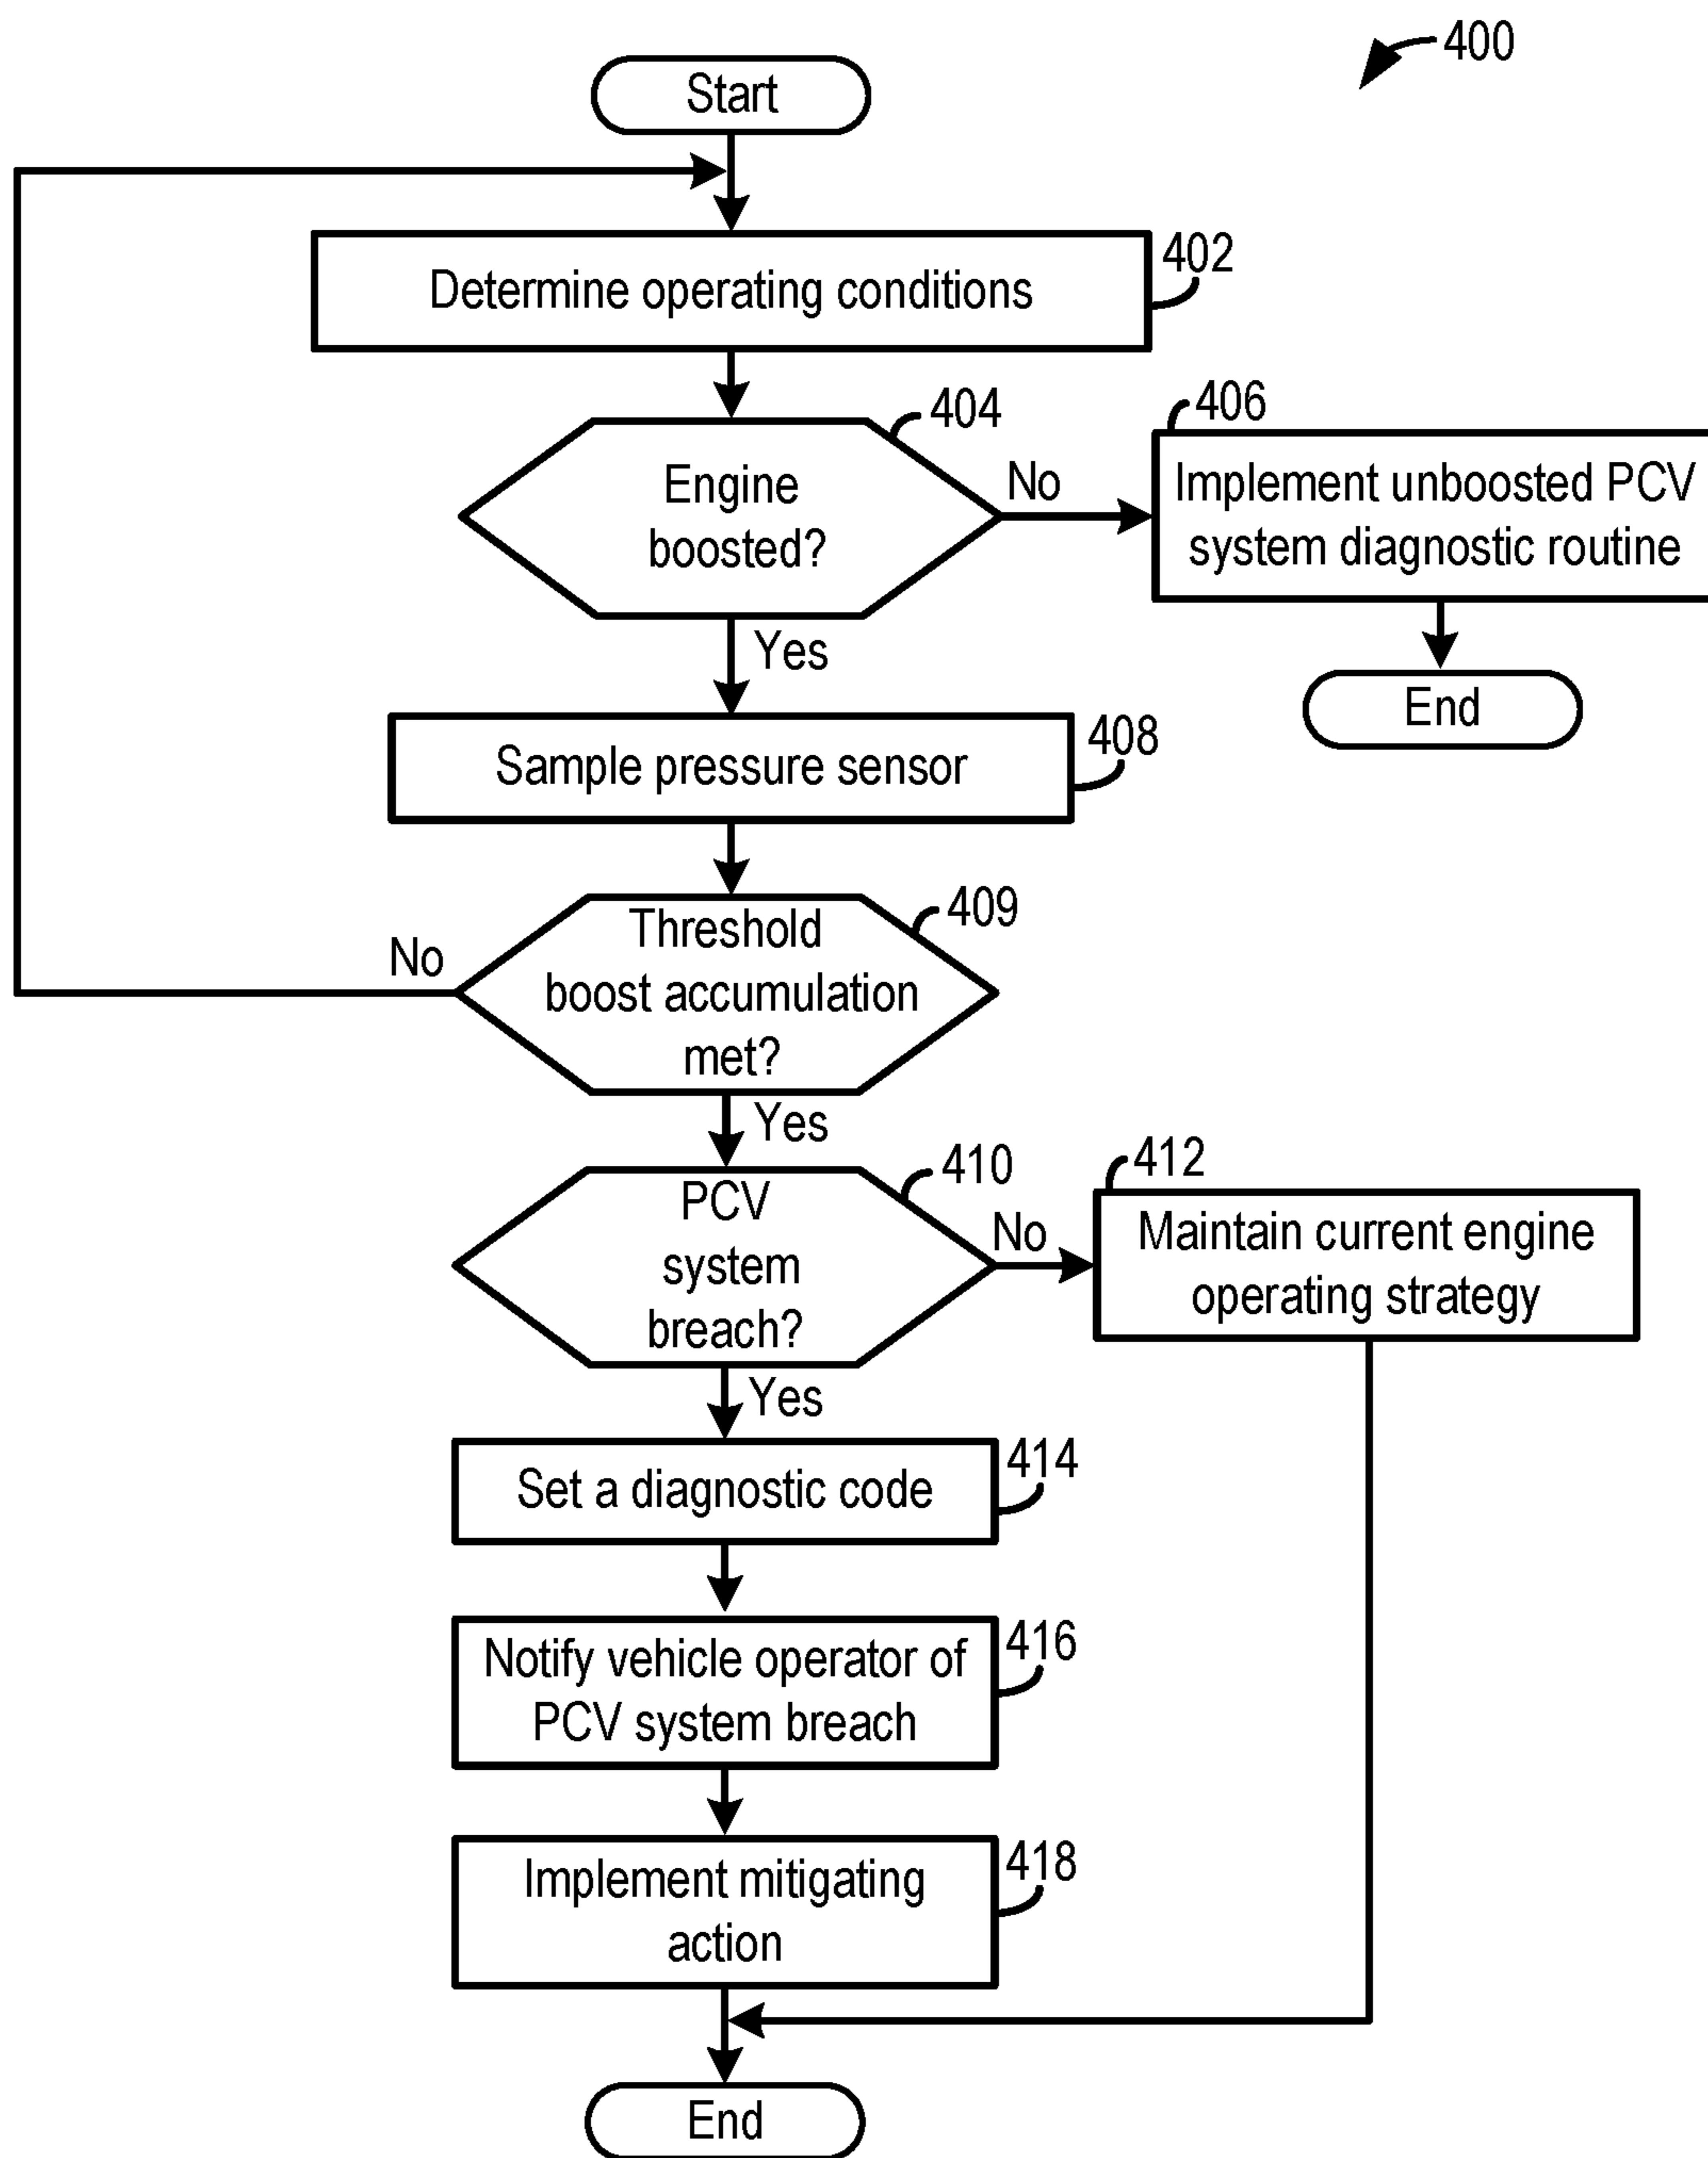 400
Start
402
Determine operating conditions
404
Engine
boosted?
No
406
Implement unboosted PCV
system diagnostic routine
End
Yes
408
Sample pressure sensor
409
Threshold
boost accumulation
met?
No
Yes
410
PCV
system
breach?
No
412
Maintain current engine
operating strategy
Yes
414
Set a diagnostic code
416
Notify vehicle operator of
PCV system breach
418
Implement mitigating
action
End